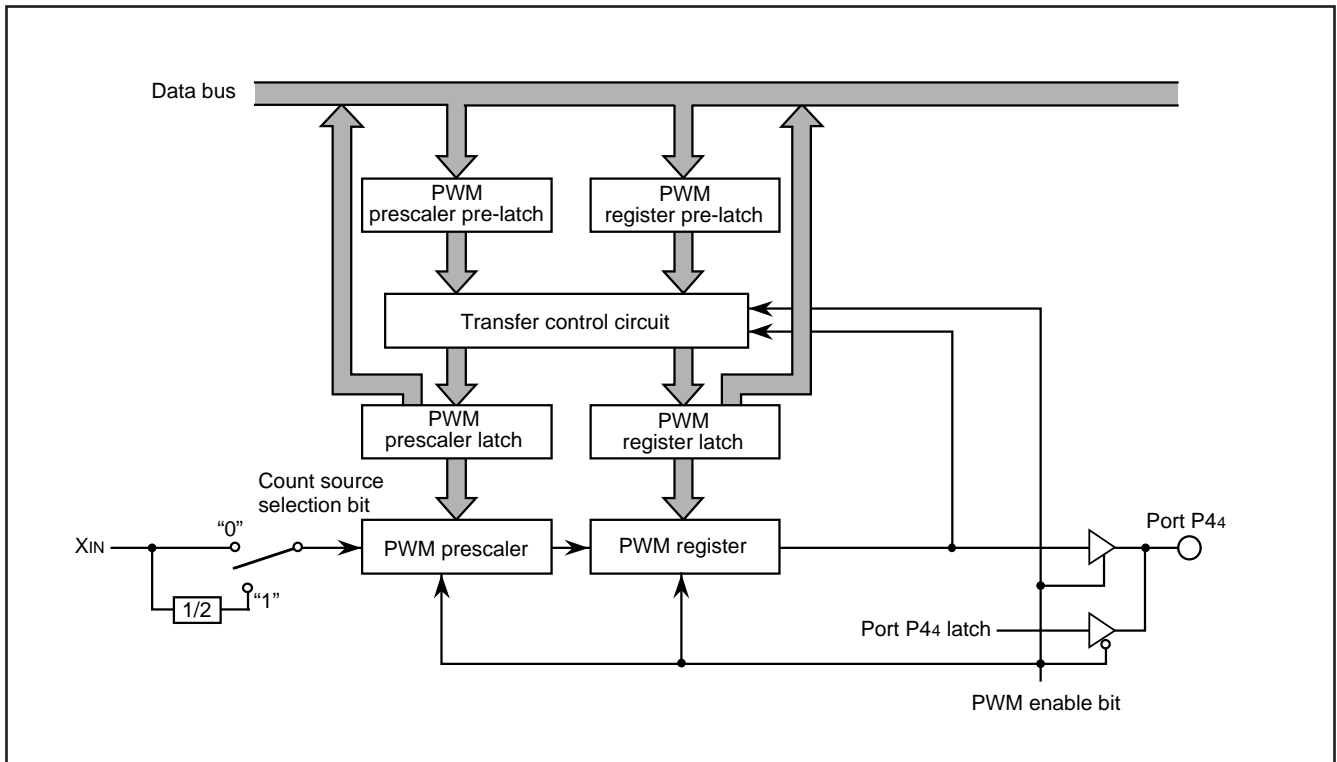 Data bus
PWM
prescaler pre-latch
PWM
register pre-latch
Transfer control circuit
PWM
prescaler latch
PWM
register latch
Count source
selection bit
XIN
“0”
“1”
1/2
PWM prescaler
PWM register
Port P44
Port P44 latch
PWM enable bit